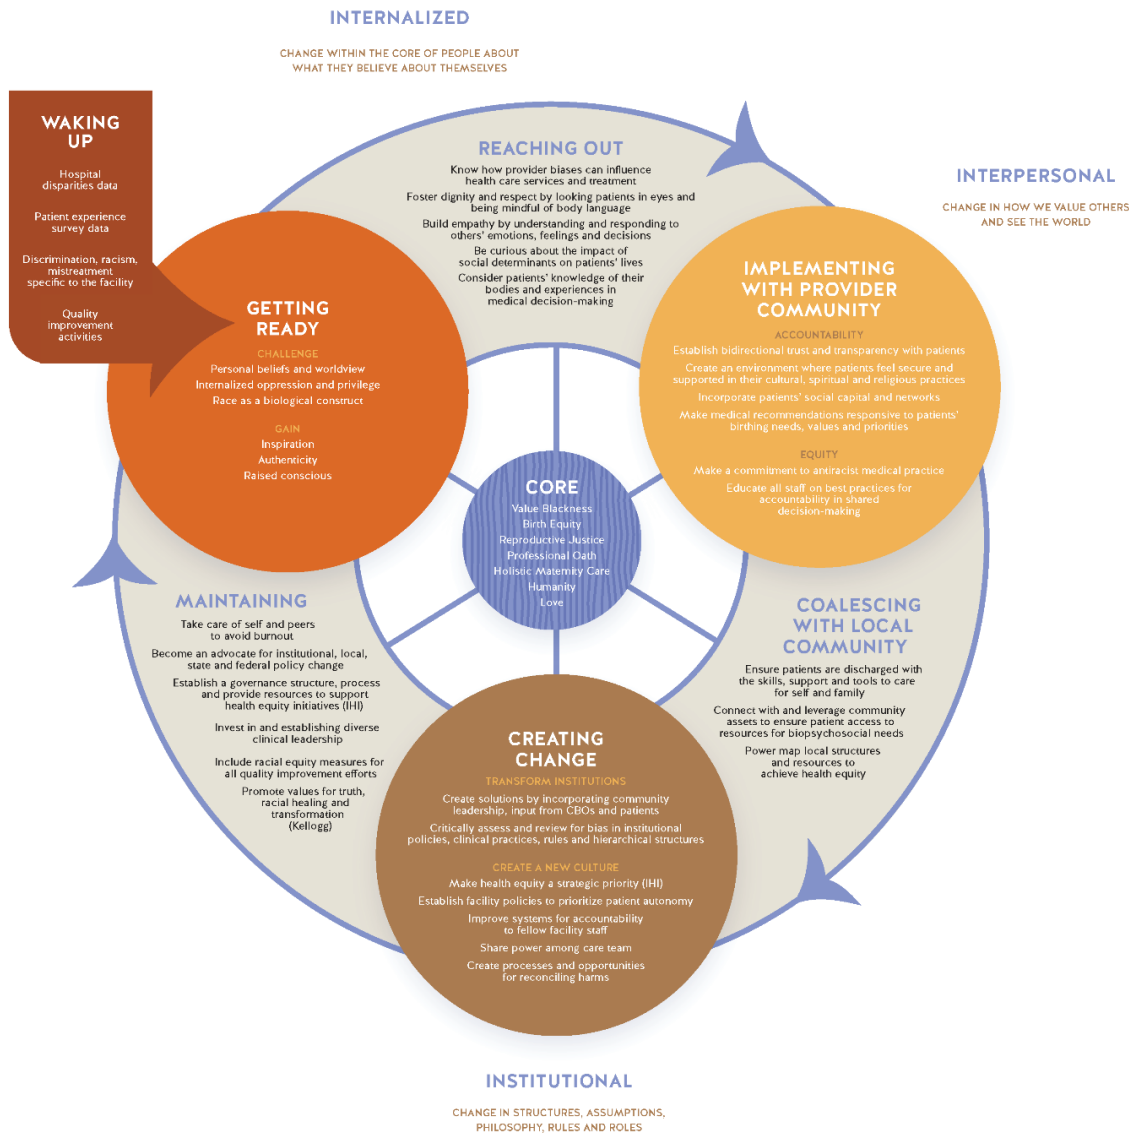 INTERNALIZED
CHANGE WITHIN THE CORE OF PEOPLE ABOUT
WHAT THEY BELIEVE ABOUT THEMSELVES
WAKING
UP
Hospital
disparities data
Patient experience
survey data
Discrimination, racism,
mistreatment
specific to the facility
Quality
improvement
activities
GETTING
READY
CHALLENGE
Personal beliefs and worldview
Internalized oppression and privilege
Race as a biological construct
GAIN
Inspiration
Authenticity
Raised conscious
REACHING OUT
Know how provider biases can influence
health care services and treatment
Foster dignity and respect by looking patients in eyes and
being mindful of body language
Build empathy by understanding and responding to
others' emotions, feelings and decisions
Be curious about the impact of
social determinants on patients' lives
Consider patients' knowledge of their
bodies and experiences in
medical decision-making
INTERPERSONAL
CHANGE IN HOW WE VALUE OTHERS
AND SEE THE WORLD
IMPLEMENTING
WITH PROVIDER
COMMUNITY
ACCOUNTABILITY
Establish bidirectional trust and transparency with patients
Create an environment where patients feel secure and
supported in their cultural, spiritual and religious practices
Incorporate patients' social capital and networks
Make medical recommendations responsive to patients'
birthing needs, values and priorities
EQUITY
Make a commitment to antiracist medical practice
Educate all staff on best practices for
accountability in shared
decision-making
CORE
Value Blackness
Birth Equity
Reproductive Justice
Professional Oath
Holistic Maternity Care
Humanity
Love
COALESCING
WITH LOCAL
COMMUNITY
Ensure patients are discharged with
the skills, support and tools to care
for self and family
Connect with and leverage community
assets to ensure patient access to
resources for biopsychosocial needs
Power map local structures
and resources to
achieve health equity
CREATING
CHANGE
TRANSFORM INSTITUTIONS
Create solutions by incorporating community
leadership, input from CBOs and patients
Critically assess and review for bias in institutional
policies, clinical practices, rules and hierarchical structures
CREATE A NEW CULTURE
Make health equity a strategic priority (IHI)
Establish facility policies to prioritize patient autonomy
Improve systems for accountability
to fellow facility staff
Share power among care team
Create processes and opportunities
for reconciling harms
INSTITUTIONAL
CHANGE IN STRUCTURES, ASSUMPTIONS,
PHILOSOPHY, RULES AND ROLES
MAINTAINING
Take care of self and peers
to avoid burnout
Become an advocate for institutional, local,
state and federal policy change
Establish a governance structure, process
and provide resources to support
health equity initiatives (IHI)
Invest in and establishing diverse
clinical leadership
Include racial equity measures for
all quality improvement efforts
Promote values for truth,
racial healing and
transformation
(Kellogg)